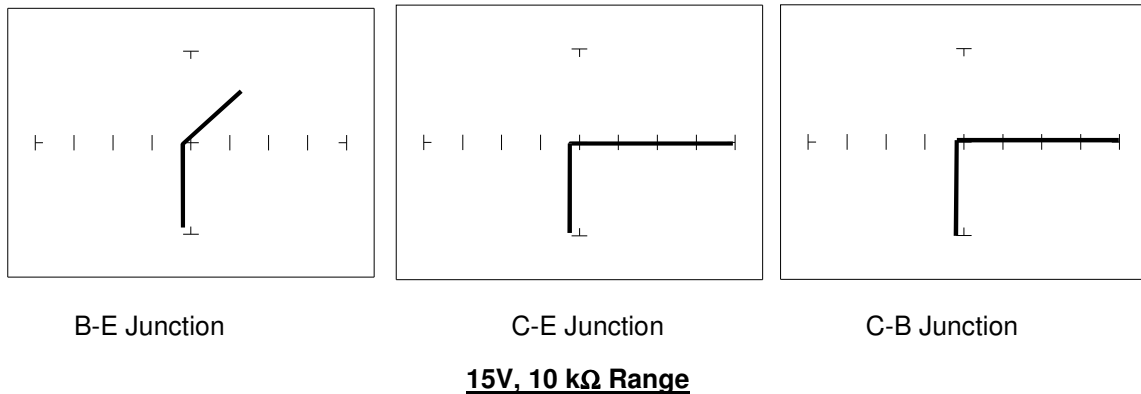 B-E Junction
C-E Junction
C-B Junction
15V, 10 kΩ Range